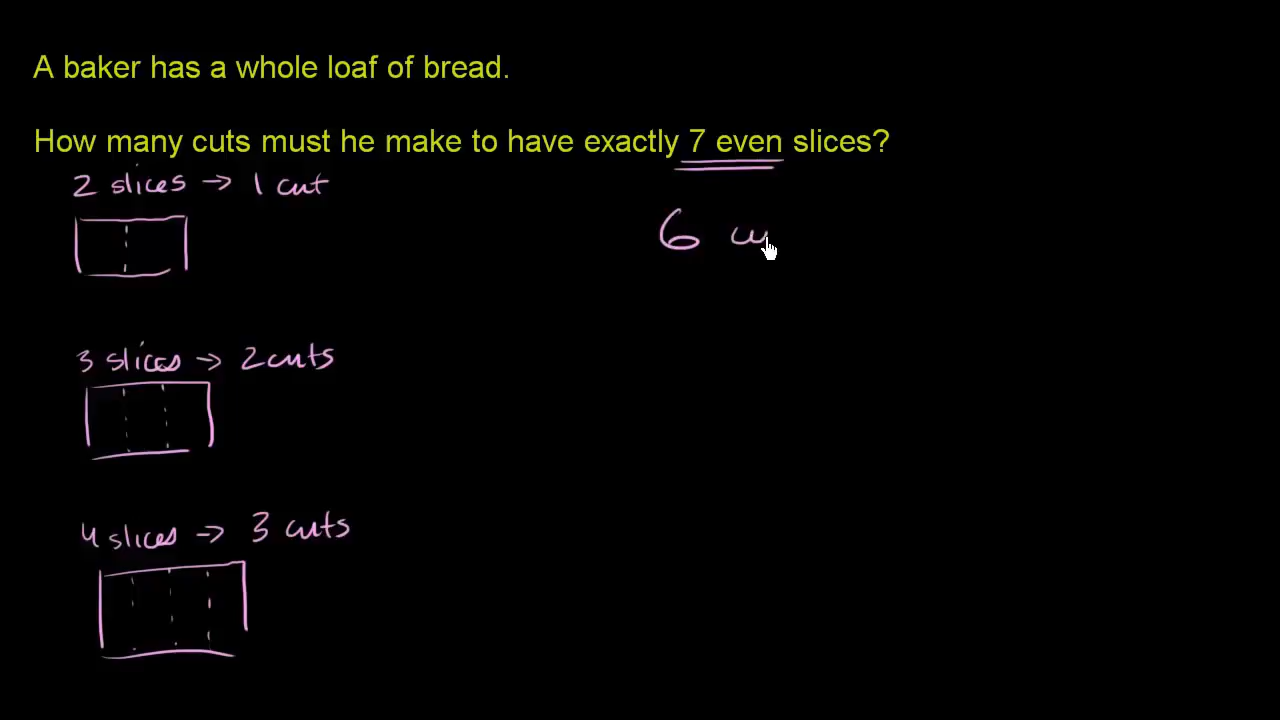 A baker has a whole loaf of bread.
How many cuts must he make to have exactly 7 even slices?
2 slices → 1 cut
6 cu
3 slices → 2 cuts
4 slices → 3 cuts